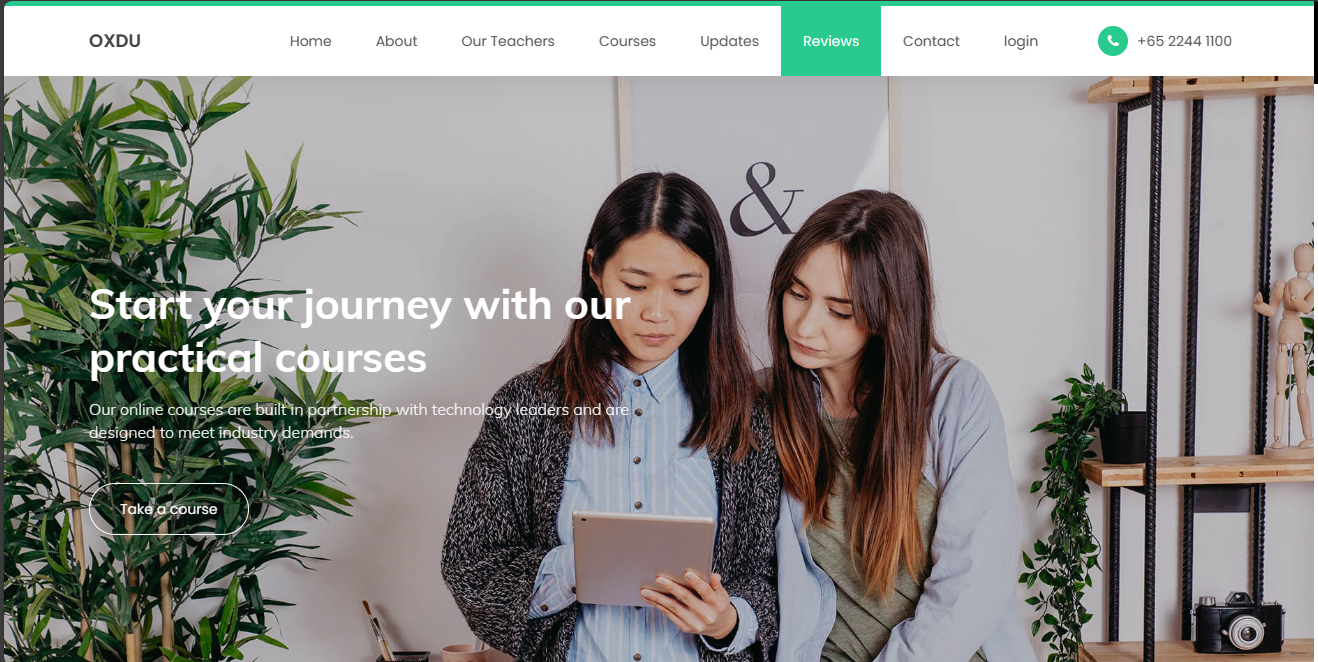 OXDU
Home
About
Our Teachers
Courses
Updates
Reviews
Contact
login
+65 2244 1100
&
Start your journey with our
practical courses
Our online courses are built in partnership with technology leaders and are
designed to meet industry demands.
Take a course